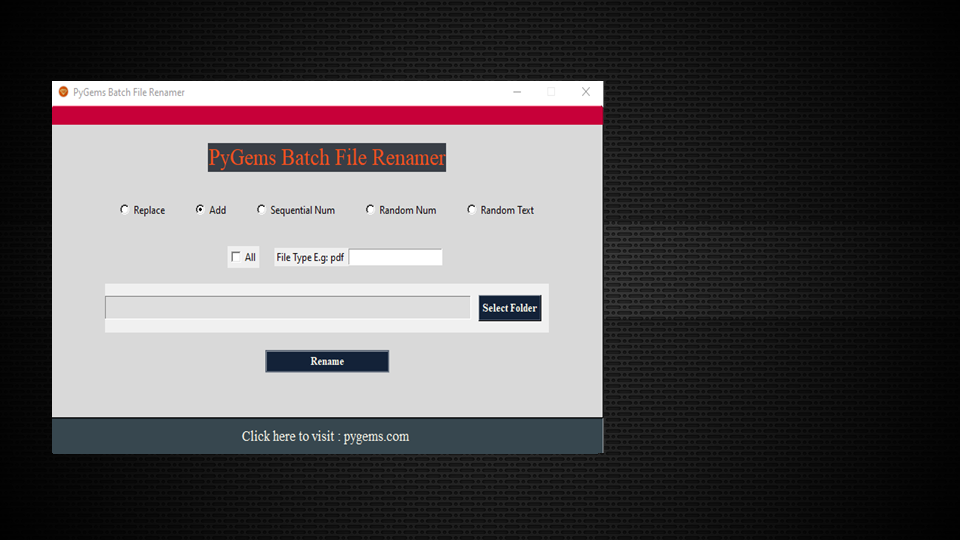 PyGems Batch File Renamer
PyGems Batch File Renamer
Replace Add Sequential Num Random Num Random Text
All File Type E.g: pdf
Select Folder
Rename
Click here to visit : pygems.com